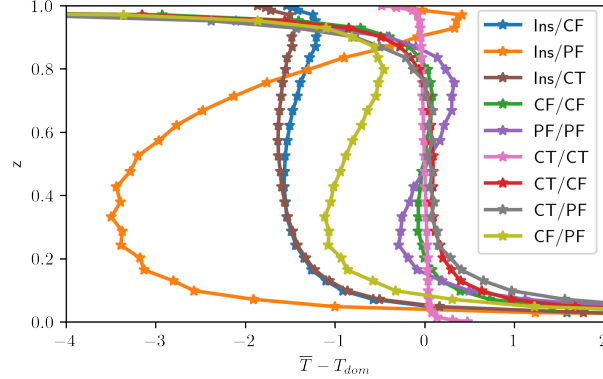 1.0
0.8
0.6
0.4
0.2
0.0
z
−4
−3
−2
−1
0
1
2
T̅ − T_dom
Ins/CF
Ins/PF
Ins/CT
CF/CF
PF/PF
CT/CT
CT/CF
CT/PF
CF/PF